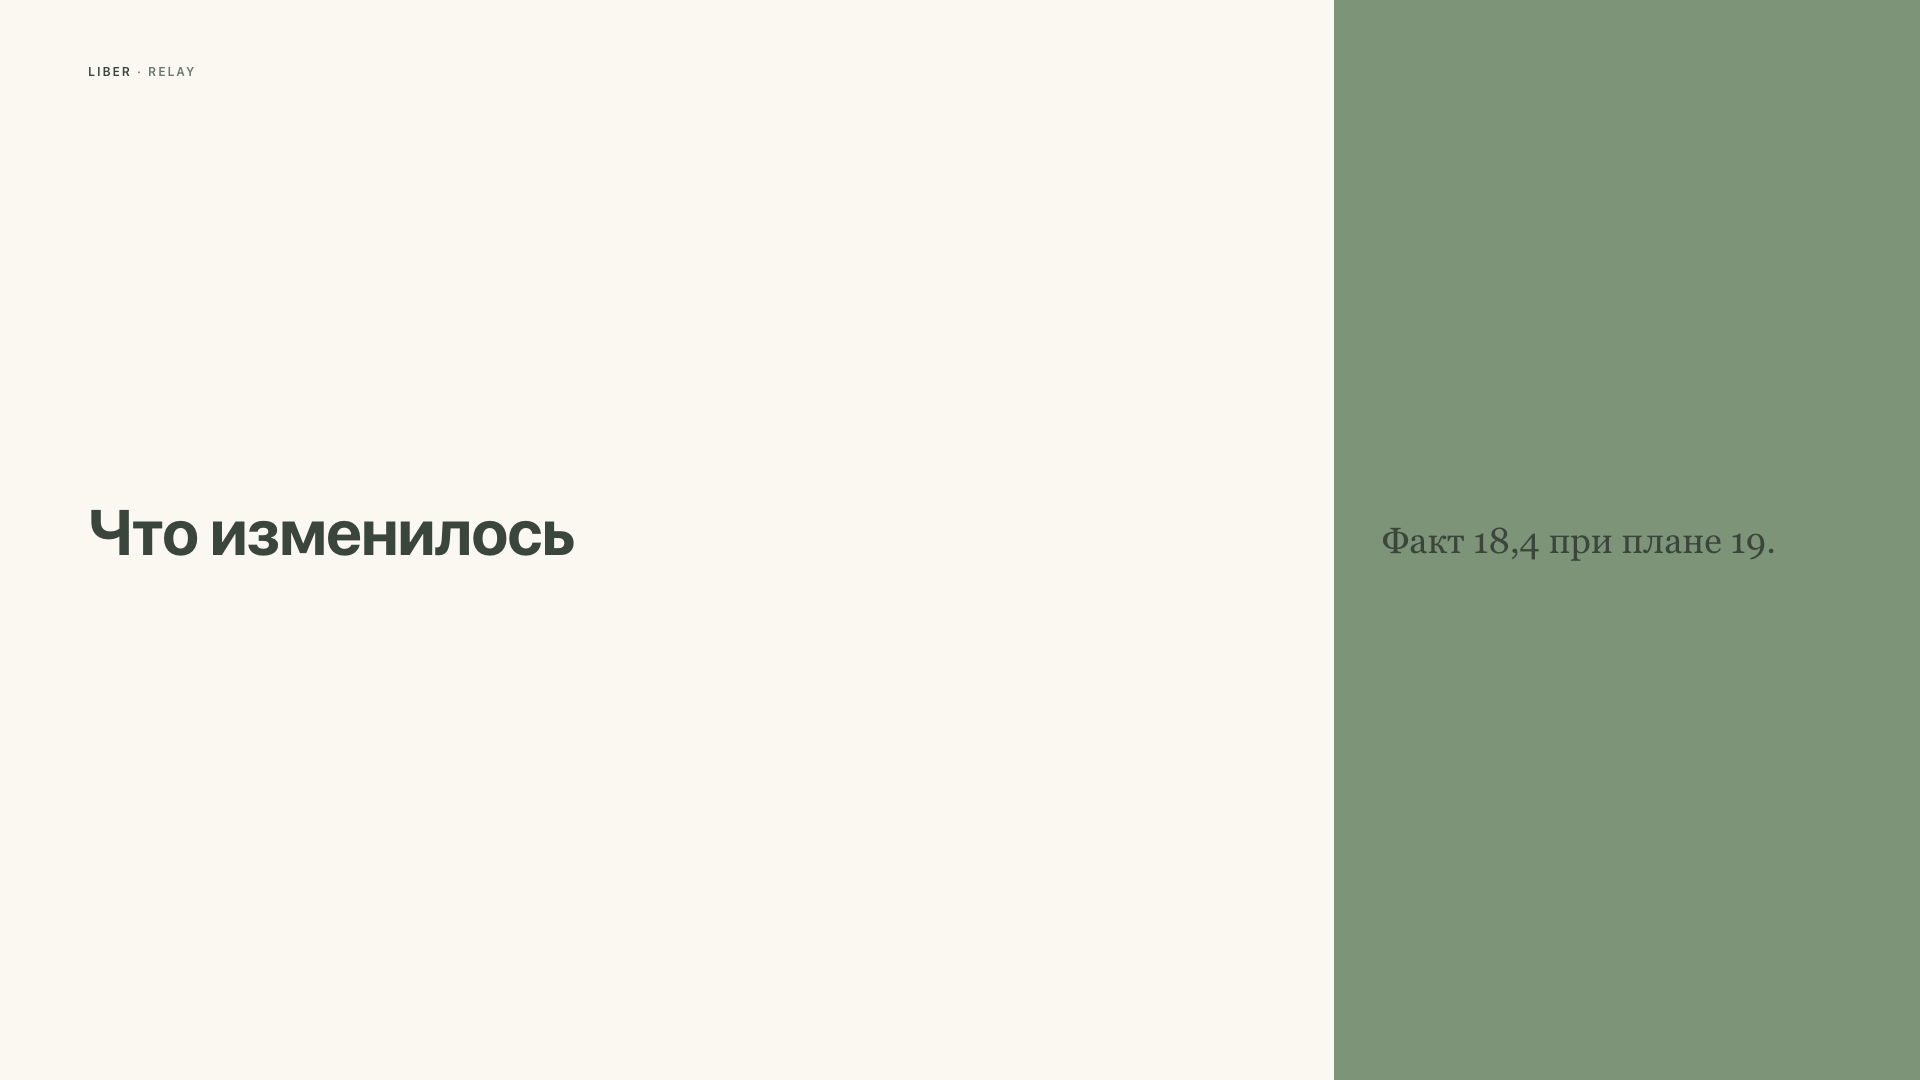 LIBER · RELAY
Что изменилось
Факт 18,4 при плане 19.